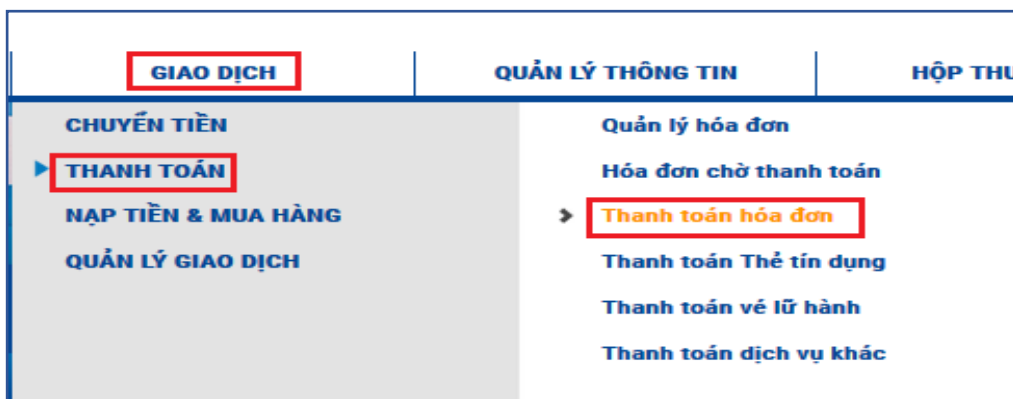 GIAO DỊCH
QUẢN LÝ THÔNG TIN
HỘP THƯ
CHUYỂN TIỀN
THANH TOÁN
NẠP TIỀN & MUA HÀNG
QUẢN LÝ GIAO DỊCH
Quản lý hóa đơn
Hóa đơn chờ thanh toán
Thanh toán hóa đơn
Thanh toán Thẻ tín dụng
Thanh toán vé lữ hành
Thanh toán dịch vụ khác